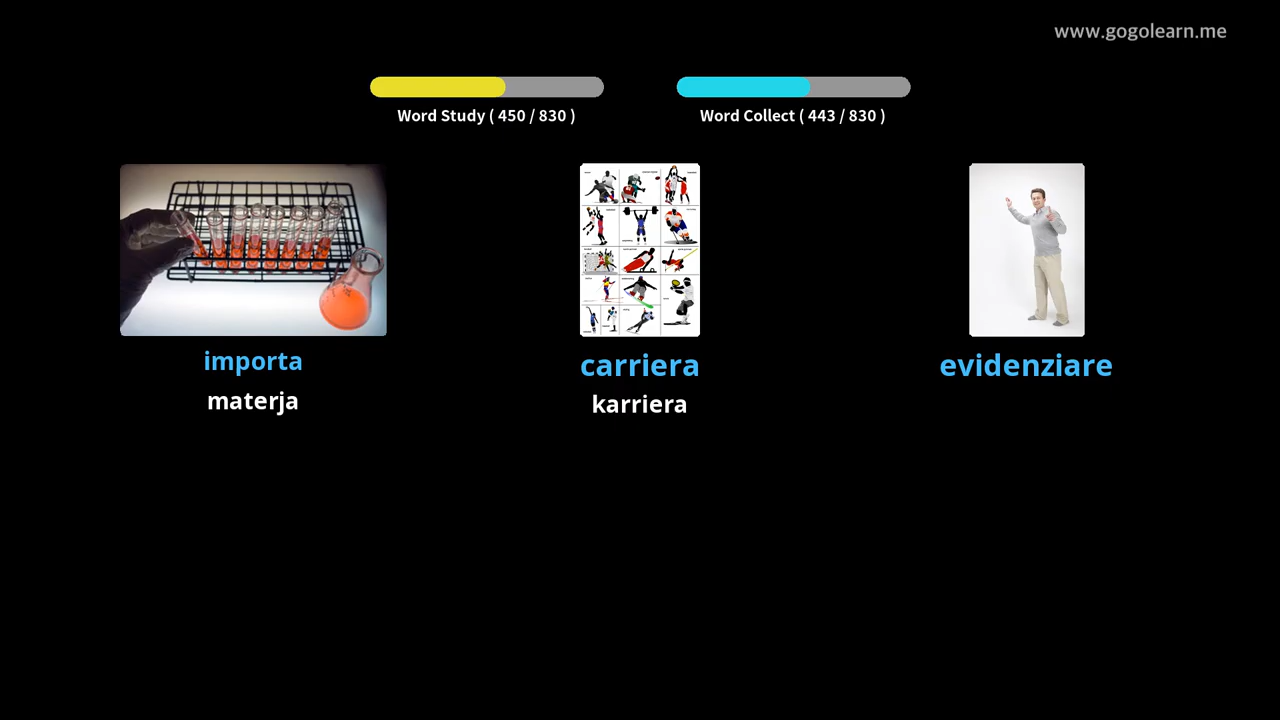 www.gogolearn.me
Word Study ( 450 / 830 )
Word Collect ( 443 / 830 )
importa
carriera
evidenziare
materja
karriera